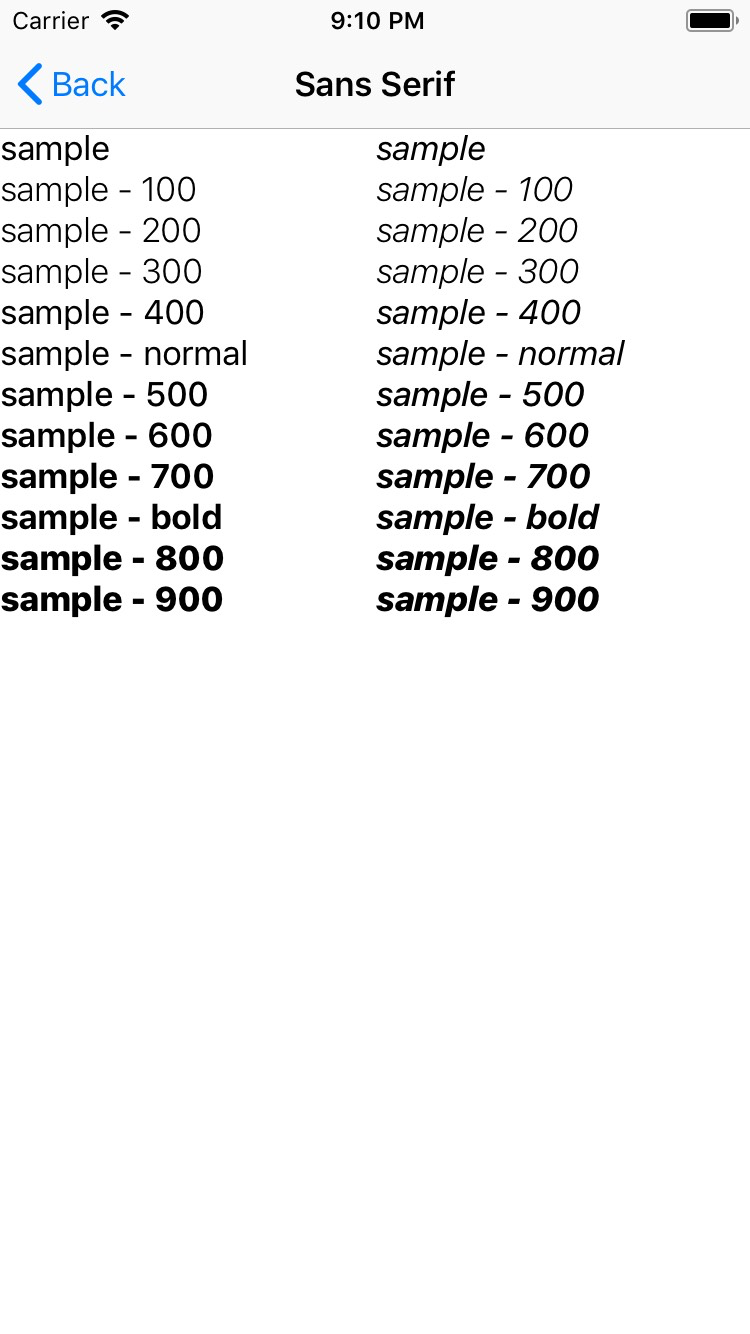 Carrier 9:10 PM
Back Sans Serif
sample sample
sample - 100 sample - 100
sample - 200 sample - 200
sample - 300 sample - 300
sample - 400 sample - 400
sample - normal sample - normal
sample - 500 sample - 500
sample - 600 sample - 600
sample - 700 sample - 700
sample - bold sample - bold
sample - 800 sample - 800
sample - 900 sample - 900